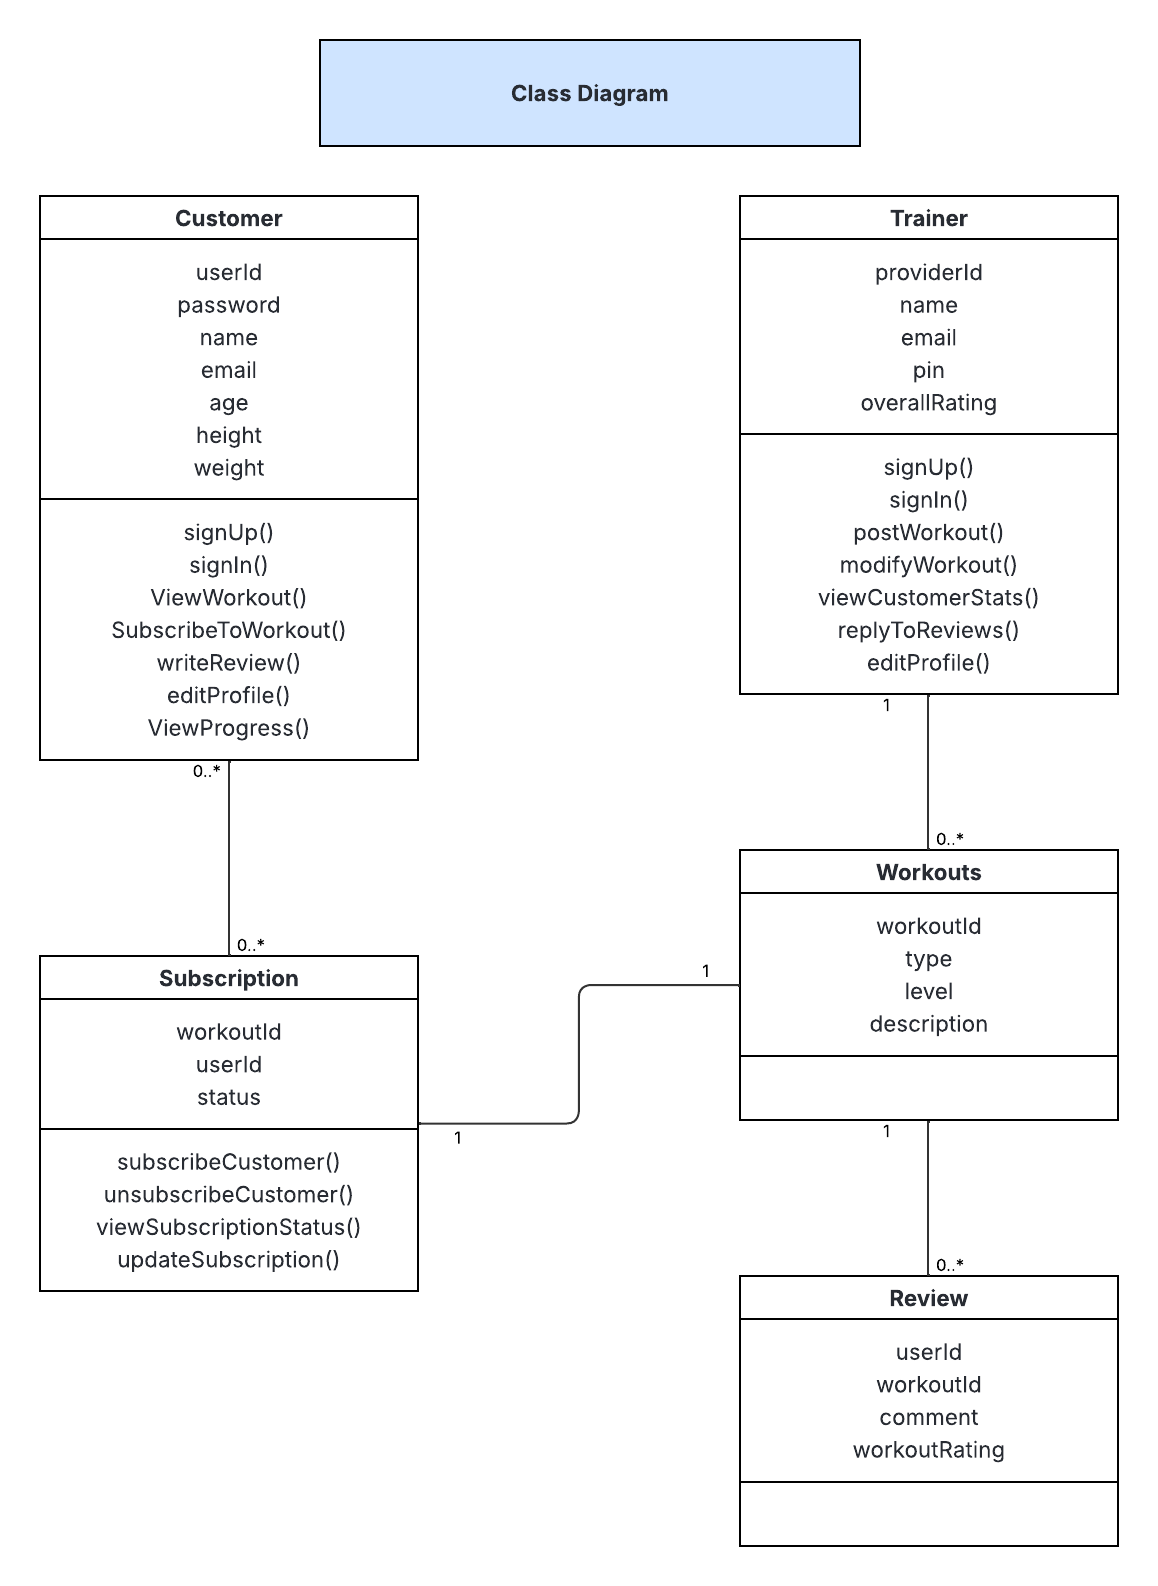 Class Diagram
Customer
userId
password
name
email
age
height
weight
signUp()
signIn()
ViewWorkout()
SubscribeToWorkout()
writeReview()
editProfile()
ViewProgress()
0..*
0..*
Subscription
workoutId
userId
status
subscribeCustomer()
unsubscribeCustomer()
viewSubscriptionStatus()
updateSubscription()
1
1
Trainer
providerId
name
email
pin
overallRating
signUp()
signIn()
postWorkout()
modifyWorkout()
viewCustomerStats()
replyToReviews()
editProfile()
1
0..*
Workouts
workoutId
type
level
description
1
0..*
Review
userId
workoutId
comment
workoutRating